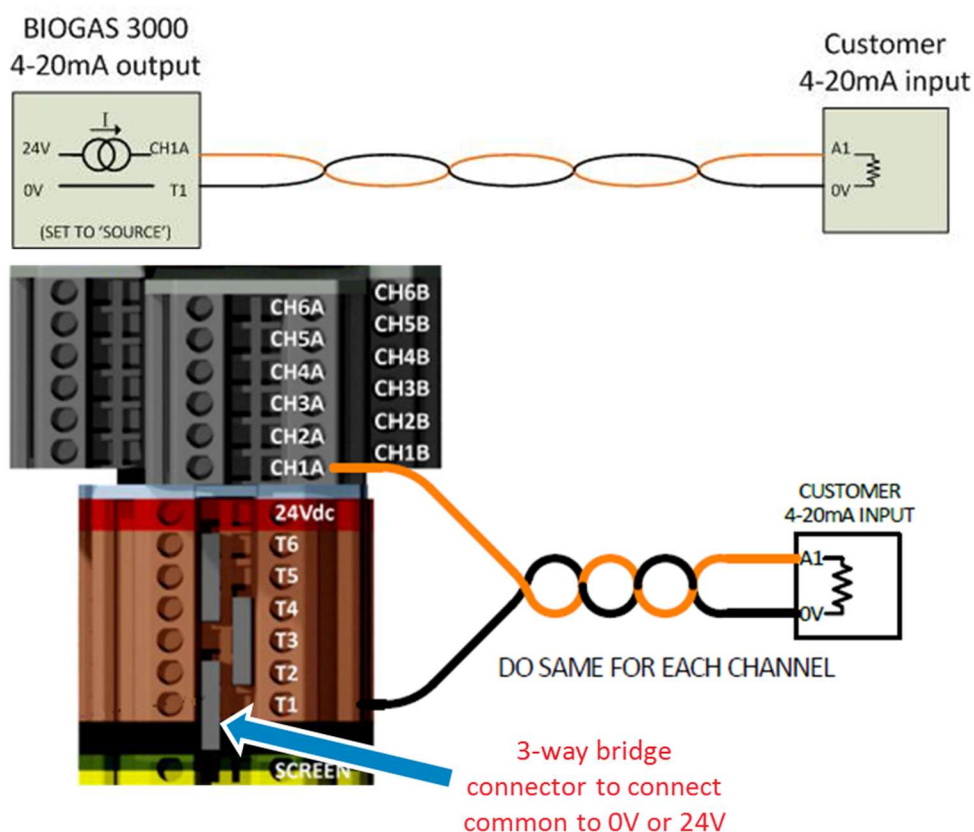 BIOGAS 3000
4-20mA output
Customer
4-20mA input
24V
I
CH1A
0V
T1
(SET TO 'SOURCE')
A1
0V
CH6A
CH5A
CH4A
CH3A
CH2A
CH1A
CH6B
CH5B
CH4B
CH3B
CH2B
CH1B
24Vdc
T6
T5
T4
T3
T2
T1
SCREEN
CUSTOMER
4-20mA INPUT
A1
0V
DO SAME FOR EACH CHANNEL
3-way bridge
connector to connect
common to 0V or 24V